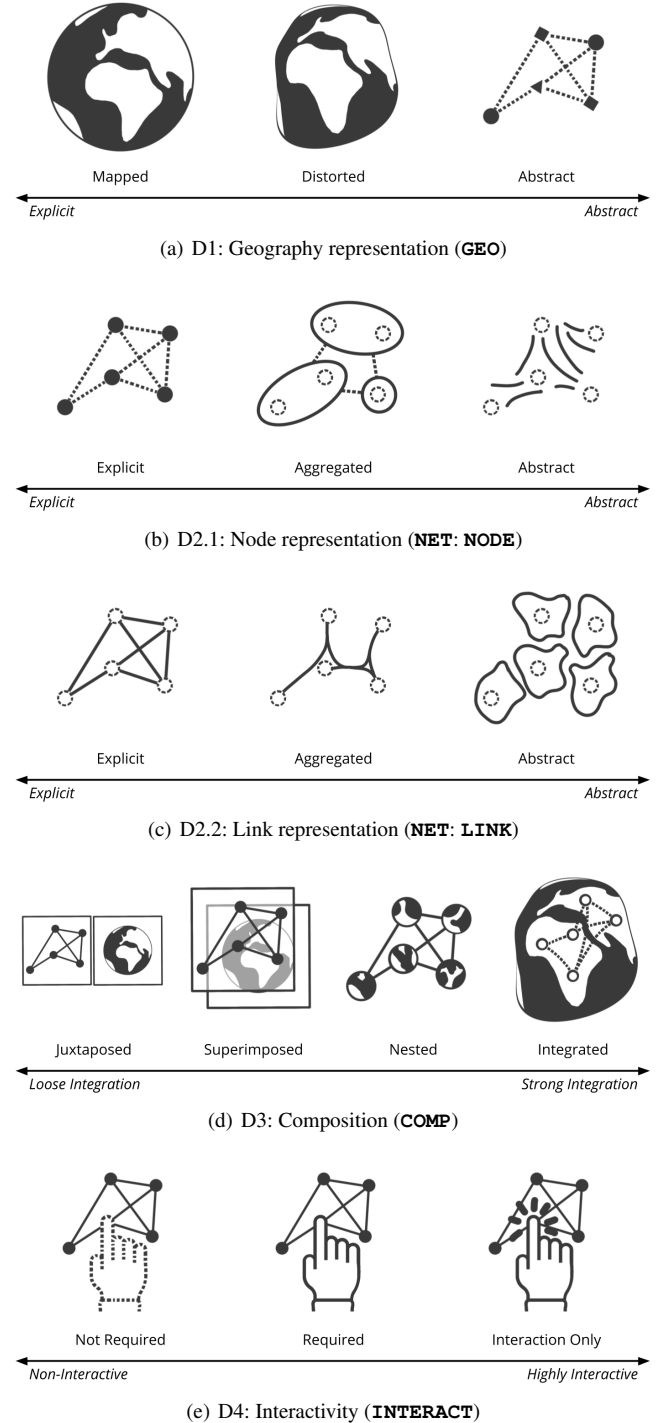 Mapped Distorted Abstract
Explicit Abstract
(a) D1: Geography representation (GEO)
Explicit Aggregated Abstract
Explicit Abstract
(b) D2.1: Node representation (NET: NODE)
Explicit Aggregated Abstract
Explicit Abstract
(c) D2.2: Link representation (NET: LINK)
Juxtaposed Superimposed Nested Integrated
Loose Integration Strong Integration
(d) D3: Composition (COMP)
Not Required Required Interaction Only
Non-Interactive Highly Interactive
(e) D4: Interactivity (INTERACT)